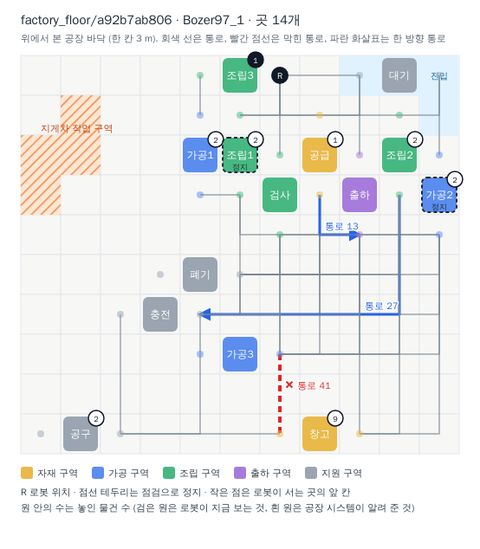 factory_floor/a92b7ab806 · Bozer97_1 · 곳 14개
위에서 본 공장 바닥 (한 칸 3 m). 회색 선은 통로, 빨간 점선은 막힌 통로, 파란 화살표는 한 방향 통로
1
조립3
R
대기
진입
지게차 작업 구역
2
가공1
2
조립1
정지
1
공급
2
조립2
검사
출하
2
가공2
정지
통로 13
폐기
충전
통로 27
가공3
✕ 통로 41
2
공구
9
창고
자재 구역
가공 구역
조립 구역
출하 구역
지원 구역
R 로봇 위치 · 점선 테두리는 점검으로 정지 · 작은 점은 로봇이 서는 곳의 앞 칸
원 안의 수는 놓인 물건 수 (검은 원은 로봇이 지금 보는 것, 흰 원은 공장 시스템이 알려 준 것)